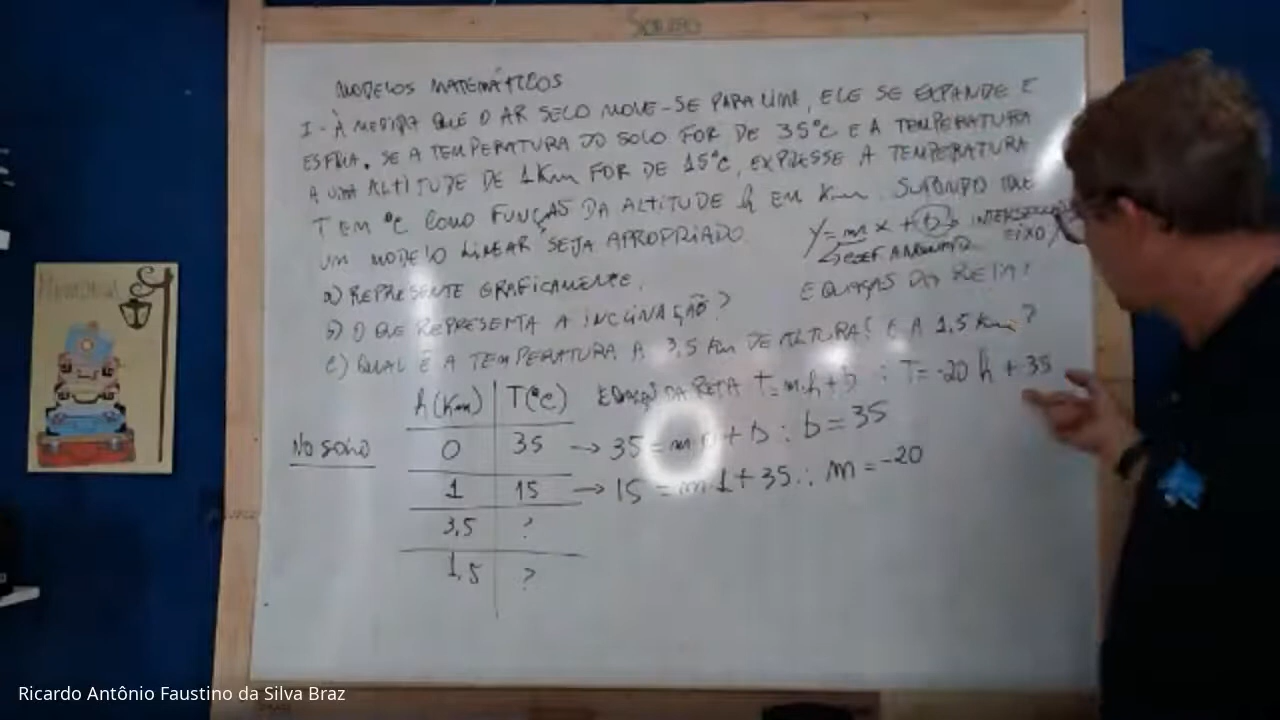 MODELOS MATEMÁTICOS
1 - À MEDIDA QUE O AR SECO MOVE-SE PARA CIMA, ELE SE EXPANDE E
ESFRIA. SE A TEMPERATURA DO SOLO FOR DE 35°C E A TEMPERATURA
A UMA ALTITUDE DE 1Km FOR DE 15°C, EXPRESSE A TEMPERATURA
T EM °C COMO FUNÇÃO DA ALTITUDE h EM Km. SUPONDO QUE
UM MODELO LINEAR SEJA APROPRIADO.
y = mx + b → INTERSECÇÃO
EIXO y
COEF. ANGULAR
a) REPRESENTE GRAFICAMENTE.
EQUAÇÃO DA RETA!
b) O QUE REPRESENTA A INCLINAÇÃO?
c) QUAL É A TEMPERATURA A 3,5 Km DE ALTURA? E A 1,5 Km?
h(Km) T(°C) EQUAÇÃO DA RETA T = m.h + b ∴ T = -20 h + 35
NO SOLO 0 35 → 35 = m.0 + b ∴ b = 35
1 15 → 15 = m.1 + 35 ∴ m = -20
3,5 ?
1,5 ?
Ricardo Antônio Faustino da Silva Braz